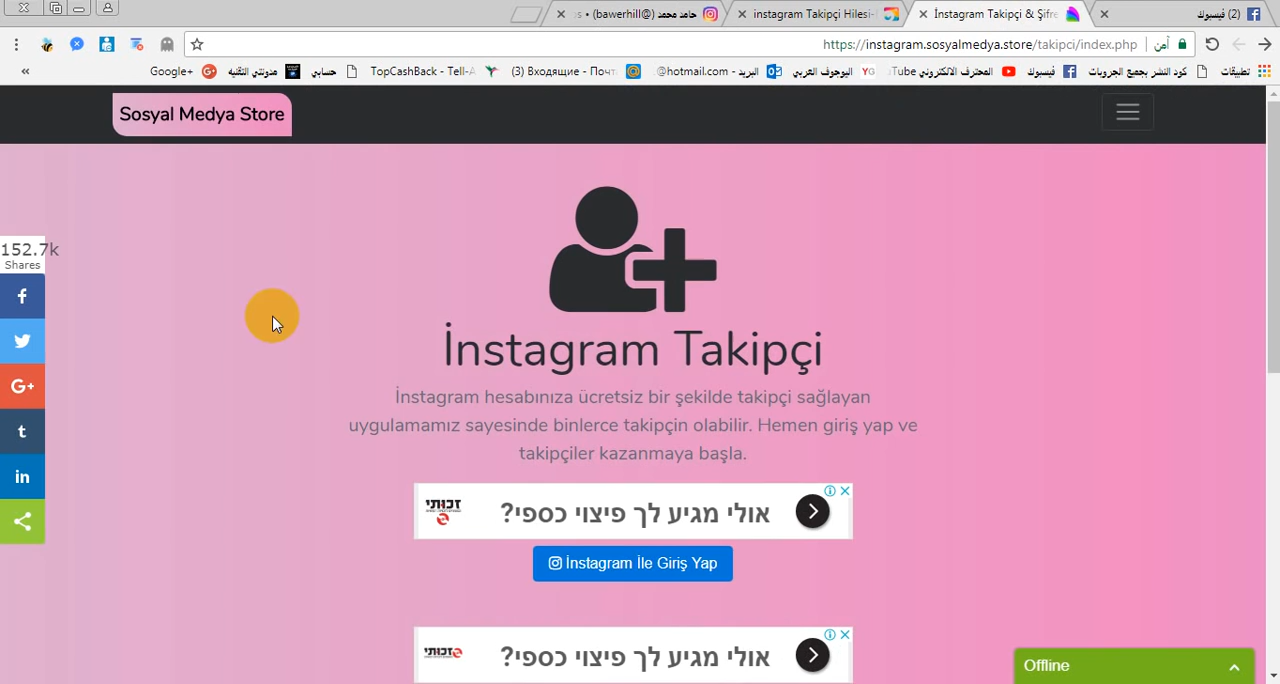 حامد محمد (@bawerhill) •
instagram Takipçi Hilesi-
İnstagram Takipçi & Şifre
(2) فيسبوك
https://instagram.sosyalmedya.store/takipci/index.php
آمن
«
Google+
مدونتي التقنيه
حسابي
TopCashBack - Tell-A
(3) Входящие - Почт
البريد - @hotmail.com
اليوجوف العربي
المحترف الالكتروني uTube
فيسبوك
كود النشر بجميع الجروبات
تطبيقات
Sosyal Medya Store
152.7k
Shares
İnstagram Takipçi
İnstagram hesabınıza ücretsiz bir şekilde takipçi sağlayan
uygulamamız sayesinde binlerce takipçin olabilir. Hemen giriş yap ve
takipçiler kazanmaya başla.
זכותי
אולי מגיע לך פיצוי כספי?
İnstagram İle Giriş Yap
זכותי
אולי מגיע לך פיצוי כספי?
Offline